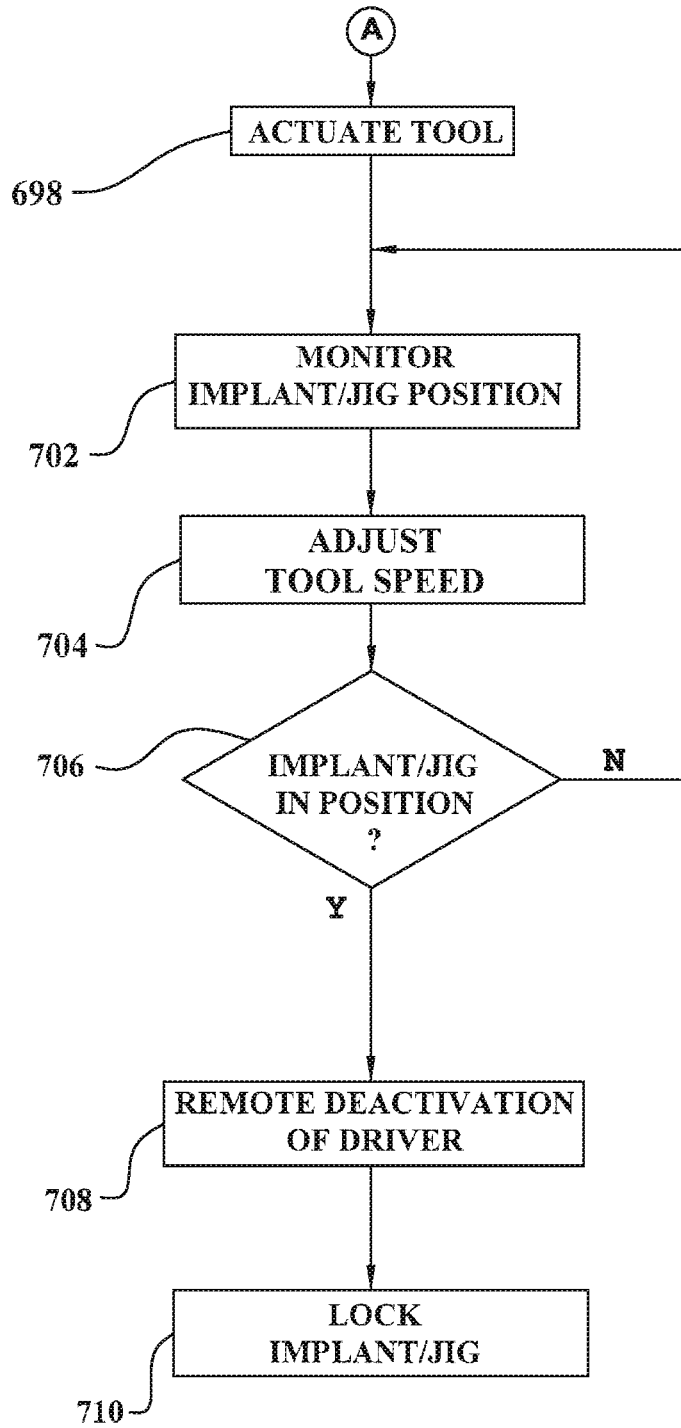 A
ACTUATE TOOL
698
MONITOR
IMPLANT/JIG POSITION
702
ADJUST
TOOL SPEED
704
706
IMPLANT/JIG
IN POSITION
?
N
Y
REMOTE DEACTIVATION
OF DRIVER
708
LOCK
IMPLANT/JIG
710